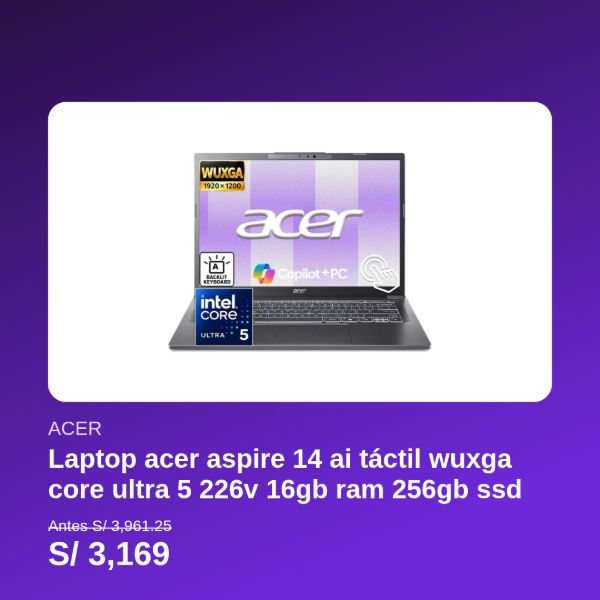 WUXGA
1920×1200
acer
A
BACKLIT
KEYBOARD
Copilot+PC
acer
intel
CORE
ULTRA 5
ACER
Laptop acer aspire 14 ai táctil wuxga
core ultra 5 226v 16gb ram 256gb ssd
Antes S/ 3,961.25
S/ 3,169